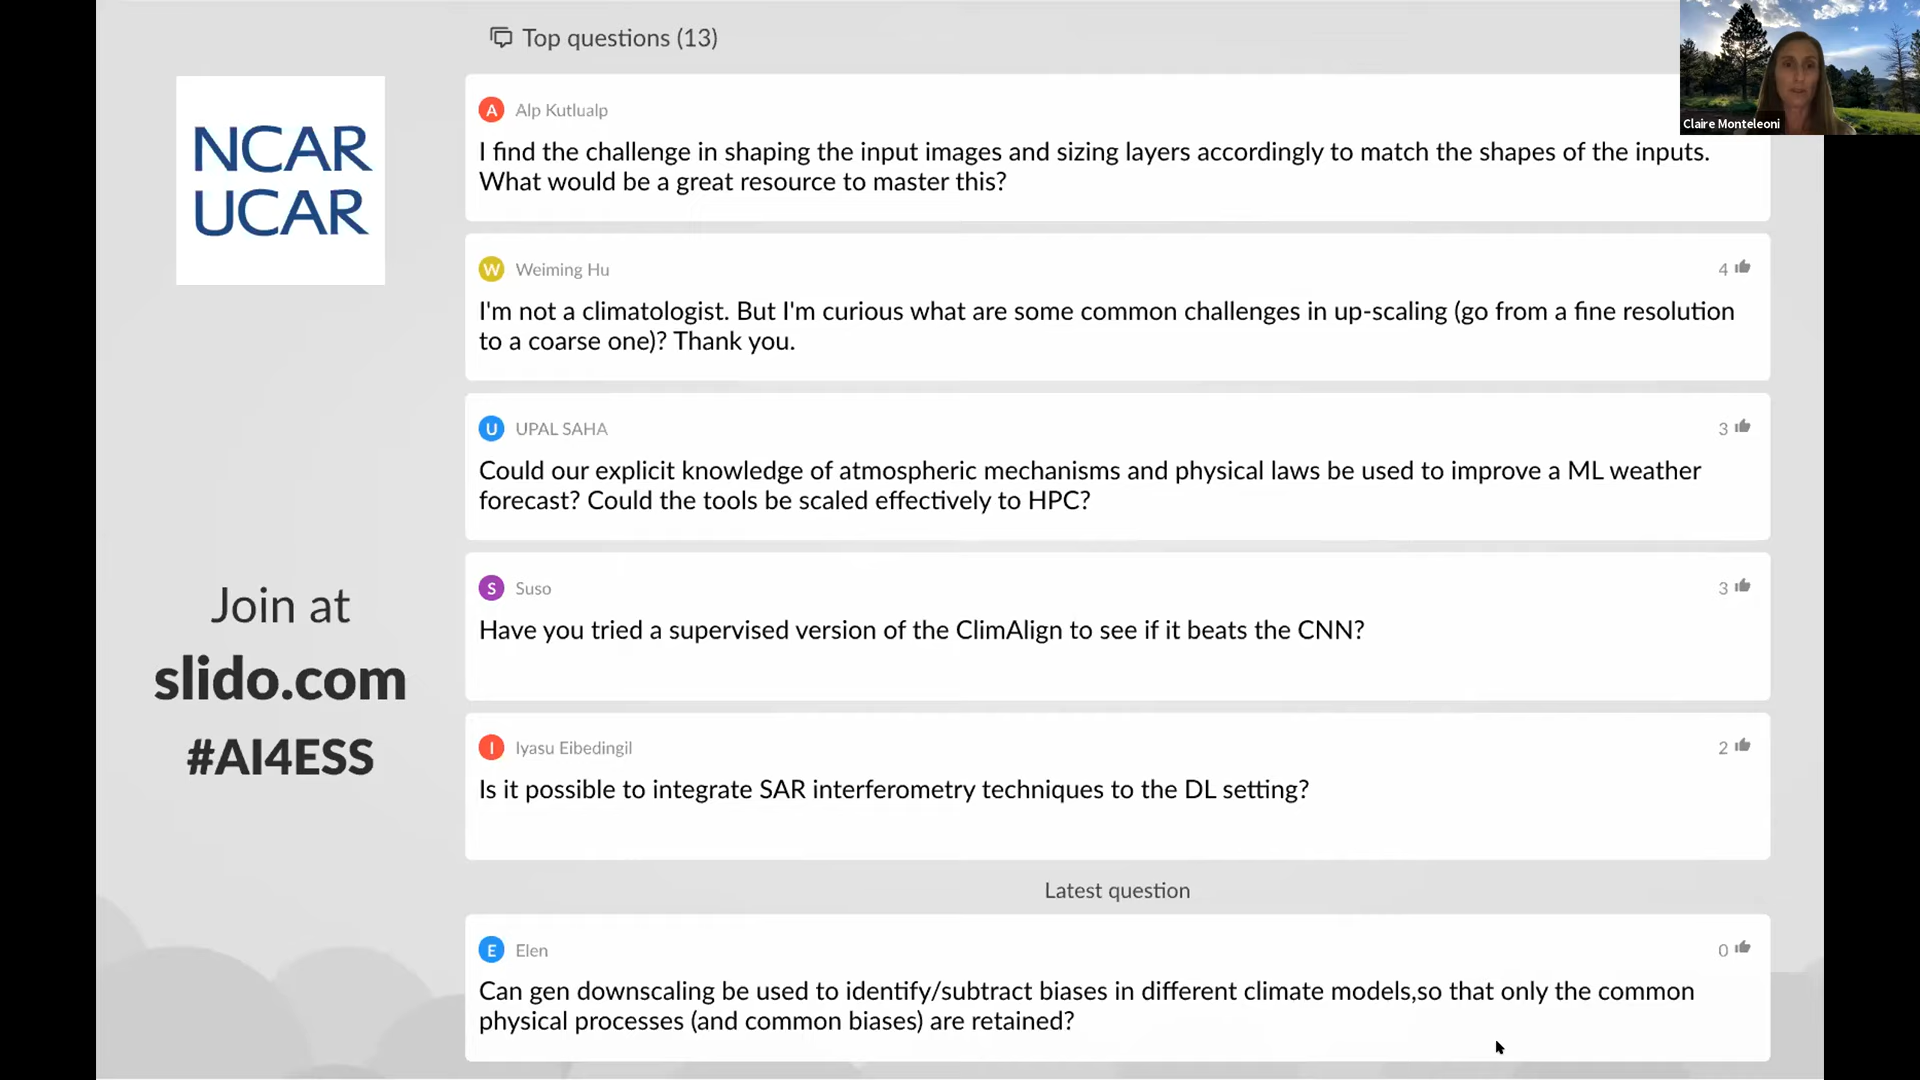 Top questions (13)
Claire Monteleoni
NCAR
UCAR
A Alp Kutlualp
I find the challenge in shaping the input images and sizing layers accordingly to match the shapes of the inputs.
What would be a great resource to master this?
W Weiming Hu 4
I'm not a climatologist. But I'm curious what are some common challenges in up-scaling (go from a fine resolution
to a coarse one)? Thank you.
U UPAL SAHA 3
Could our explicit knowledge of atmospheric mechanisms and physical laws be used to improve a ML weather
forecast? Could the tools be scaled effectively to HPC?
S Suso 3
Have you tried a supervised version of the ClimAlign to see if it beats the CNN?
I Iyasu Eibedingil 2
Is it possible to integrate SAR interferometry techniques to the DL setting?
Join at
slido.com
#AI4ESS
Latest question
E Elen 0
Can gen downscaling be used to identify/subtract biases in different climate models,so that only the common
physical processes (and common biases) are retained?